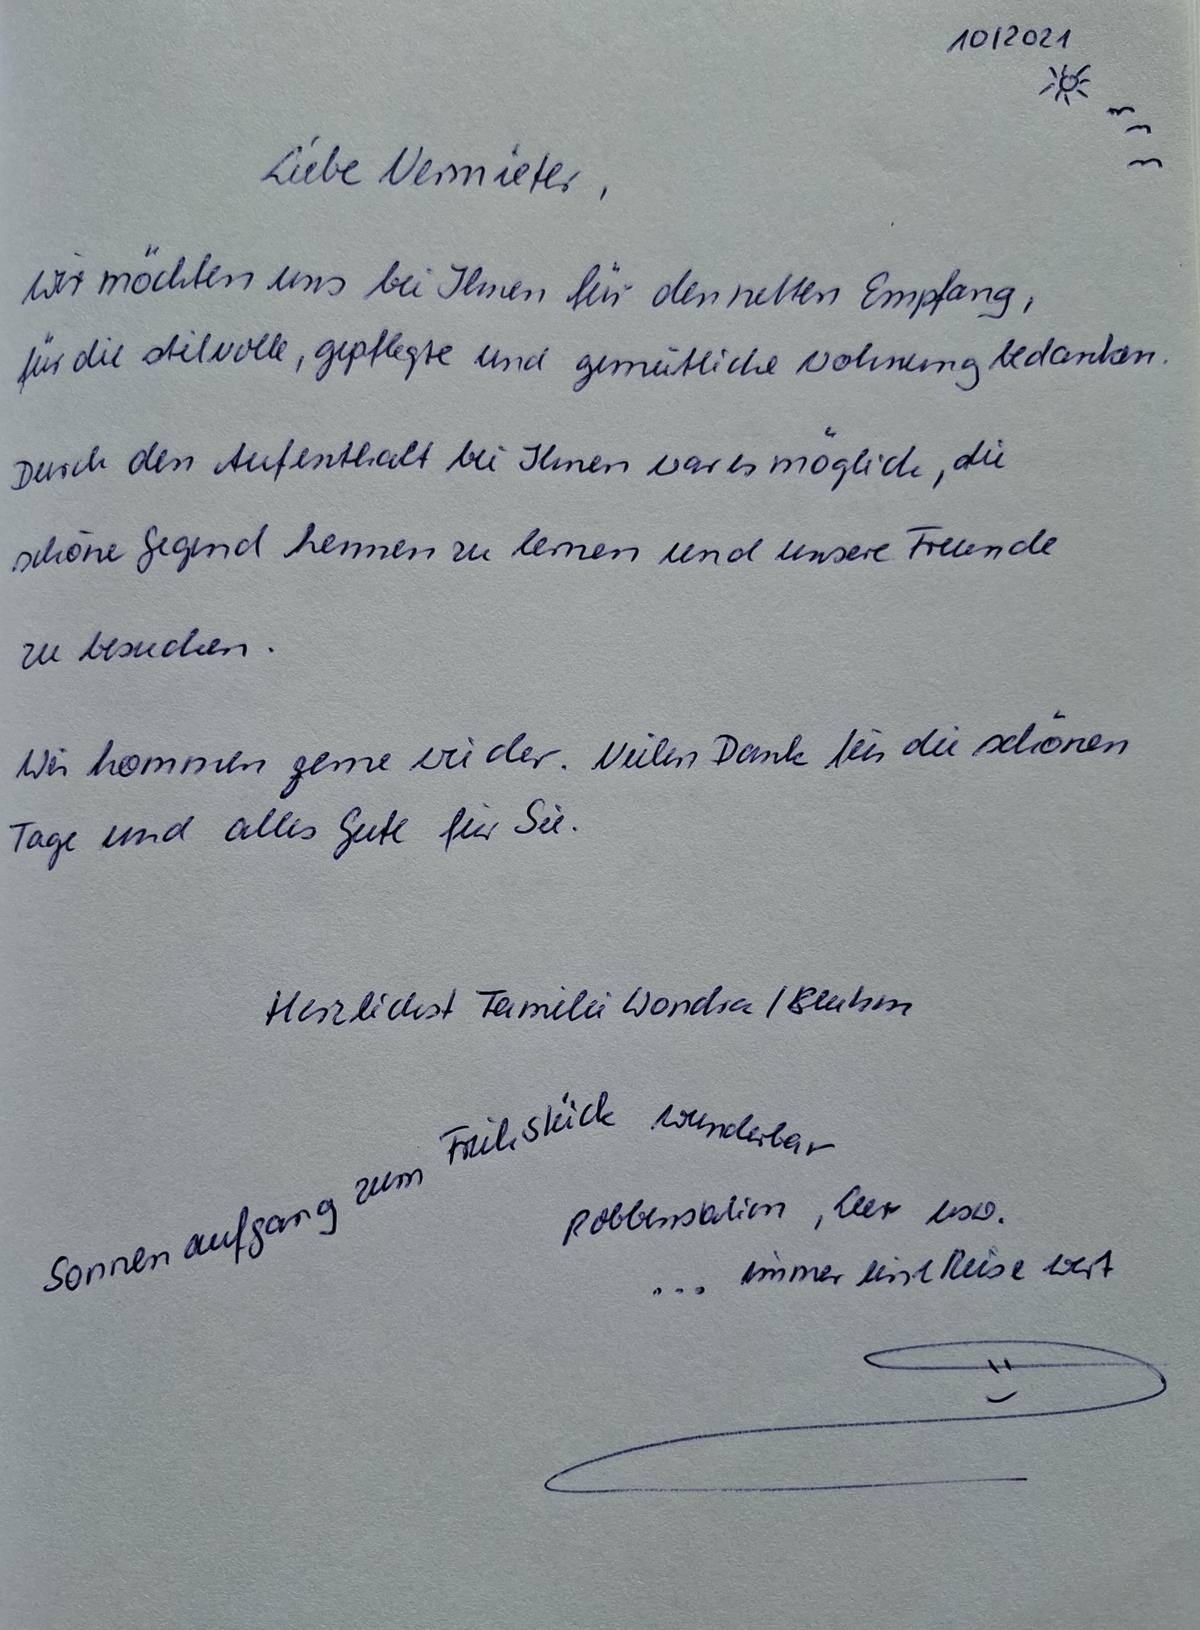 10/2021
Liebe Vermieter,
wir möchten uns bei Ihnen für den netten Empfang,
für die stilvolle, gepflegte und gemütliche Wohnung bedanken.
Durch den Aufenthalt bei Ihnen war es möglich, die
schöne Gegend kennen zu lernen und unsere Freunde
zu besuchen.
Wir kommen gerne wieder. Vielen Dank für die schönen
Tage und alles Gute für Sie.
Herzlichst Familie Wondra / Bluhm
Sonnenaufgang zum Frühstück wunderbar
Robbenstation, Leer usw.
... immer eine Reise wert